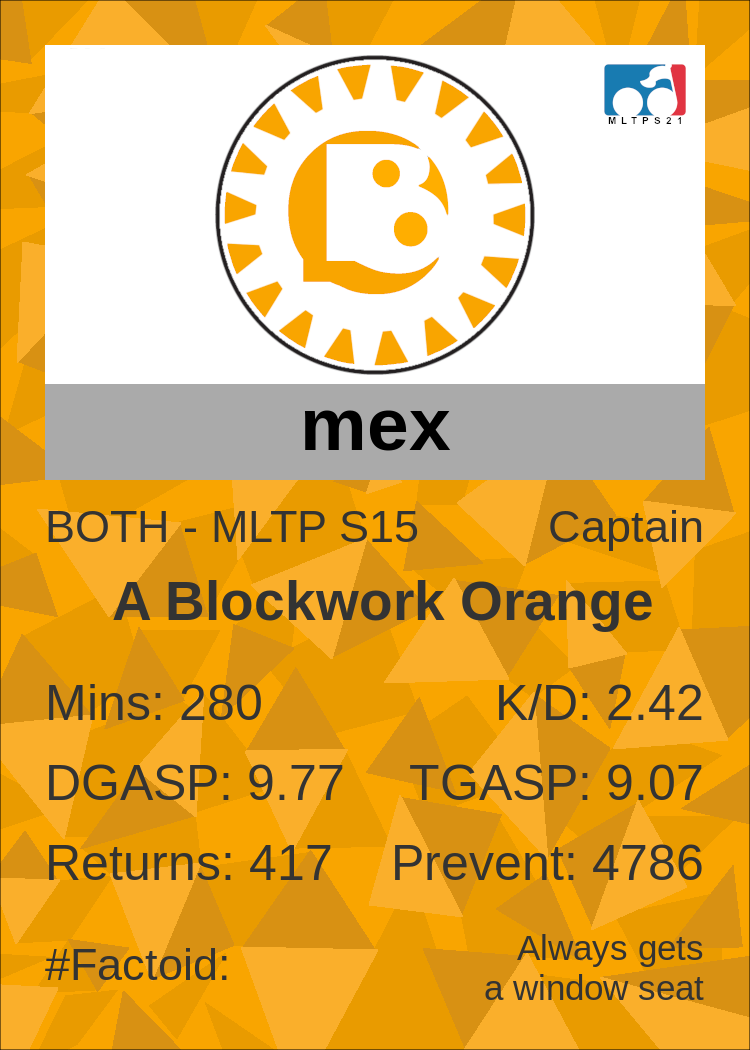 B
MLTPS21
mex
BOTH - MLTP S15 Captain
A Blockwork Orange
Mins: 280 K/D: 2.42
DGASP: 9.77 TGASP: 9.07
Returns: 417 Prevent: 4786
#Factoid: Always gets
a window seat